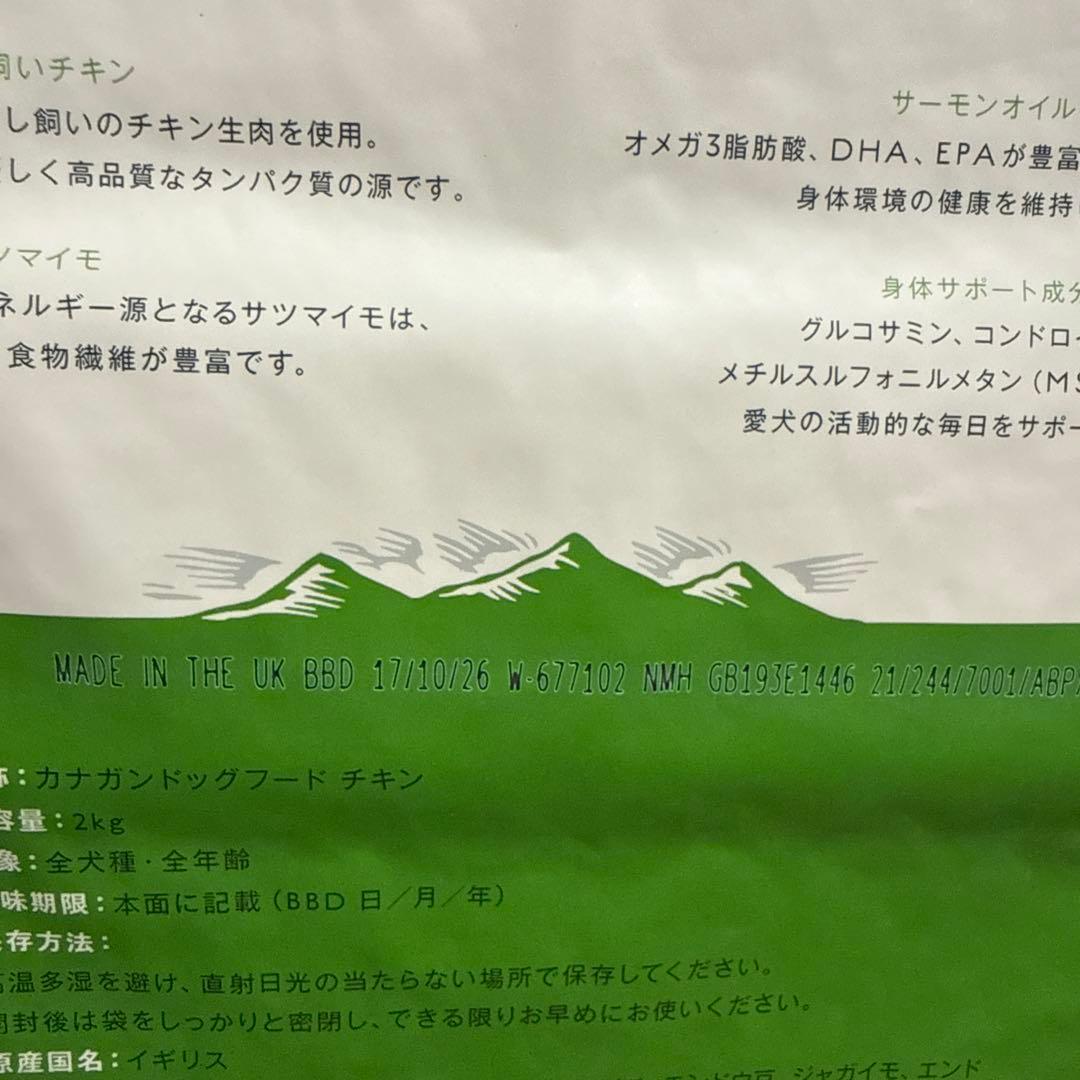 飼いチキン
し飼いのチキン生肉を使用。
しく高品質なタンパク質の源です。
ツマイモ
ネルギー源となるサツマイモは、
食物繊維が豊富です。
サーモンオイル
オメガ3脂肪酸、DHA、EPAが豊富
身体環境の健康を維持
身体サポート成分
グルコサミン、コンドロイ
メチルスルフォニルメタン(MS
愛犬の活動的な毎日をサポー
MADE IN THE UK BBD 17/10/26 W-677102 NMH GB193E1446 21/244/7001/ABP
称：カナガンドッグフード チキン
容量：2kg
象：全犬種・全年齢
味期限：本面に記載(BBD 日/月/年)
存方法：
高温多湿を避け、直射日光の当たらない場所で保存してください。
開封後は袋をしっかりと密閉し、できる限りお早めにお使いください。
原産国名：イギリス
ンドウ豆、ジャガイモ、エンド